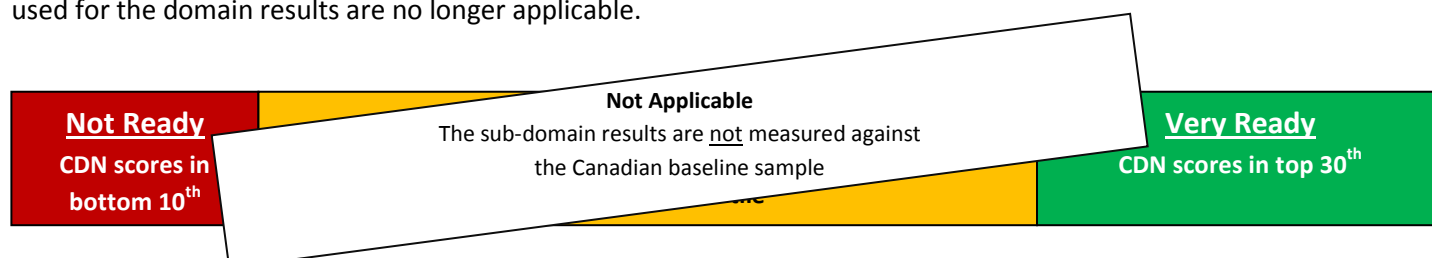 used for the domain results are no longer applicable.
Not Ready
CDN scores in
bottom 10th
Not Applicable
The sub-domain results are not measured against
the Canadian baseline sample
Very Ready
CDN scores in top 30th